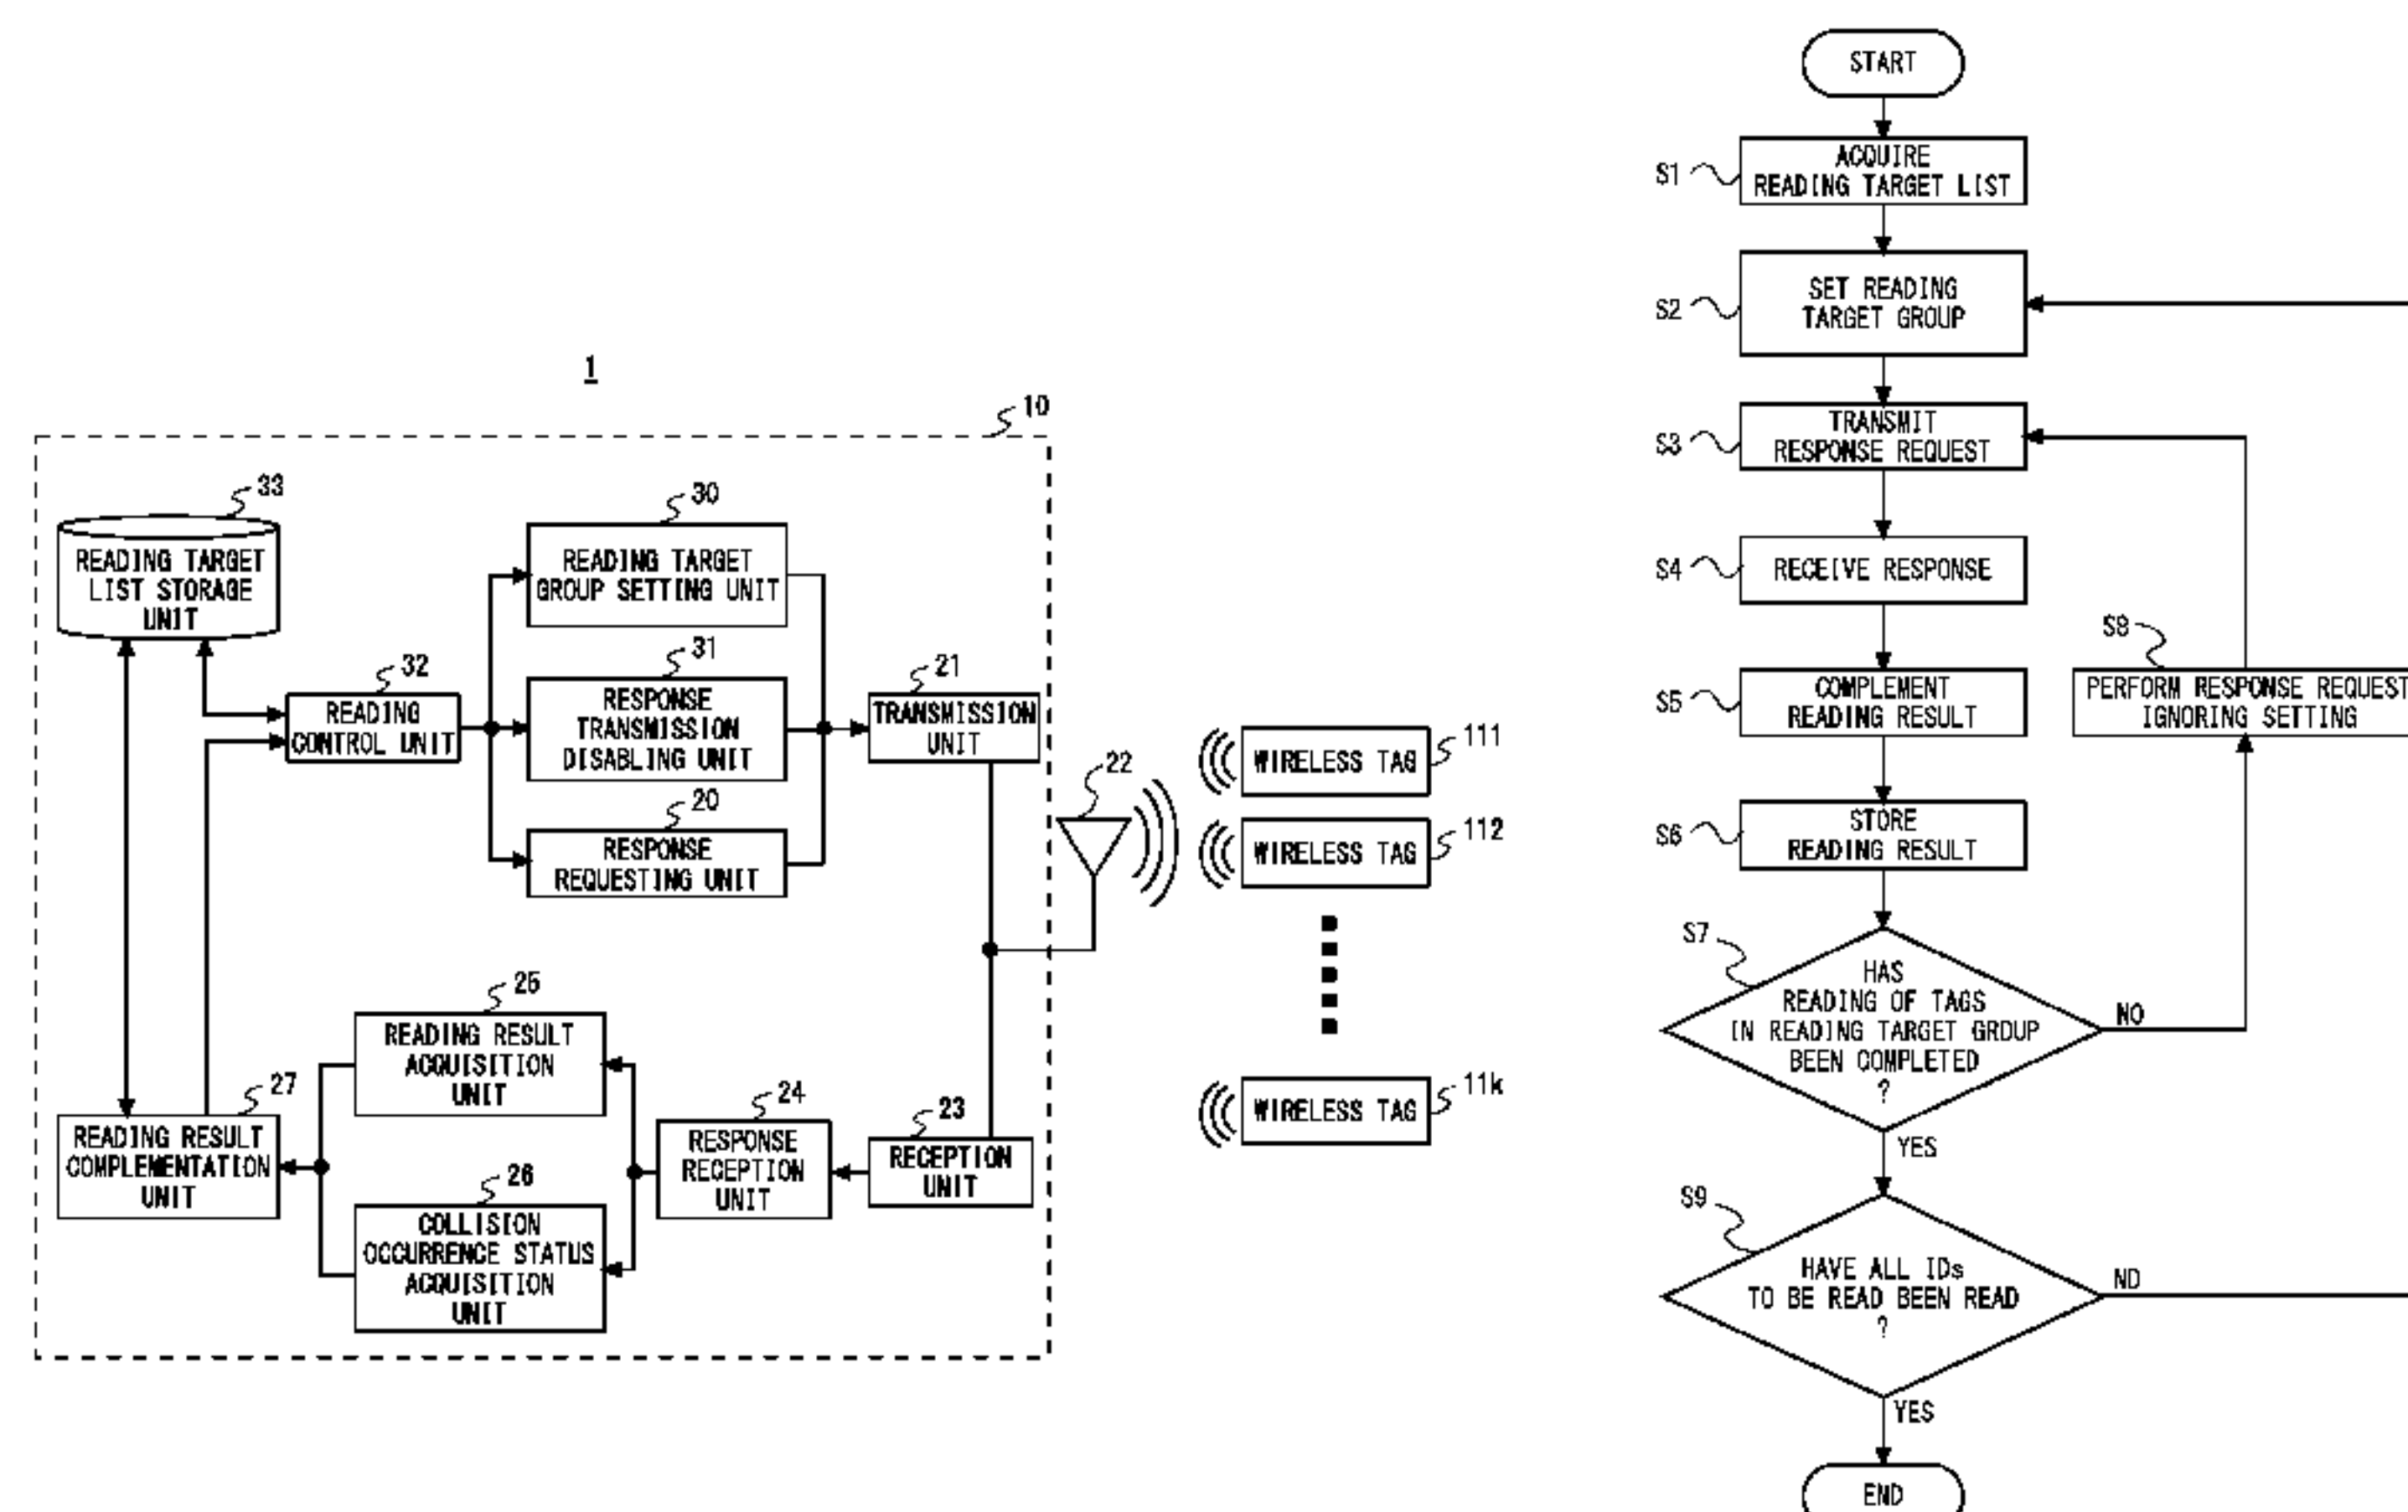 1
10
33
READING TARGET
LIST STORAGE
UNIT
30
READING TARGET
GROUP SETTING UNIT
31
RESPONSE
TRANSMISSION
DISABLING UNIT
32
READING
CONTROL UNIT
21
TRANSMISSION
UNIT
20
RESPONSE
REQUESTING UNIT
22
WIRELESS TAG
111
WIRELESS TAG
112
WIRELESS TAG
11k
25
READING RESULT
ACQUISITION
UNIT
27
READING RESULT
COMPLEMENTATION
UNIT
26
COLLISION
OCCURRENCE STATUS
ACQUISITION
UNIT
24
RESPONSE
RECEPTION
UNIT
23
RECEPTION
UNIT
START
S1
ACQUIRE
READING TARGET LIST
S2
SET READING
TARGET GROUP
S3
TRANSMIT
RESPONSE REQUEST
S4
RECEIVE RESPONSE
S5
COMPLEMENT
READING RESULT
S8
PERFORM RESPONSE REQUEST
IGNORING SETTING
S6
STORE
READING RESULT
S7
HAS
READING OF TAGS
IN READING TARGET GROUP
BEEN COMPLETED
?
NO
YES
S9
HAVE ALL IDs
TO BE READ BEEN READ
?
NO
YES
END